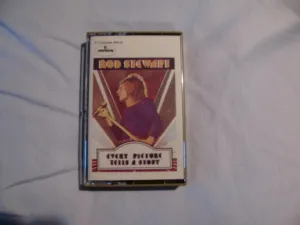 ROD STEWART
EVERY PICTURE
TELLS A STORY